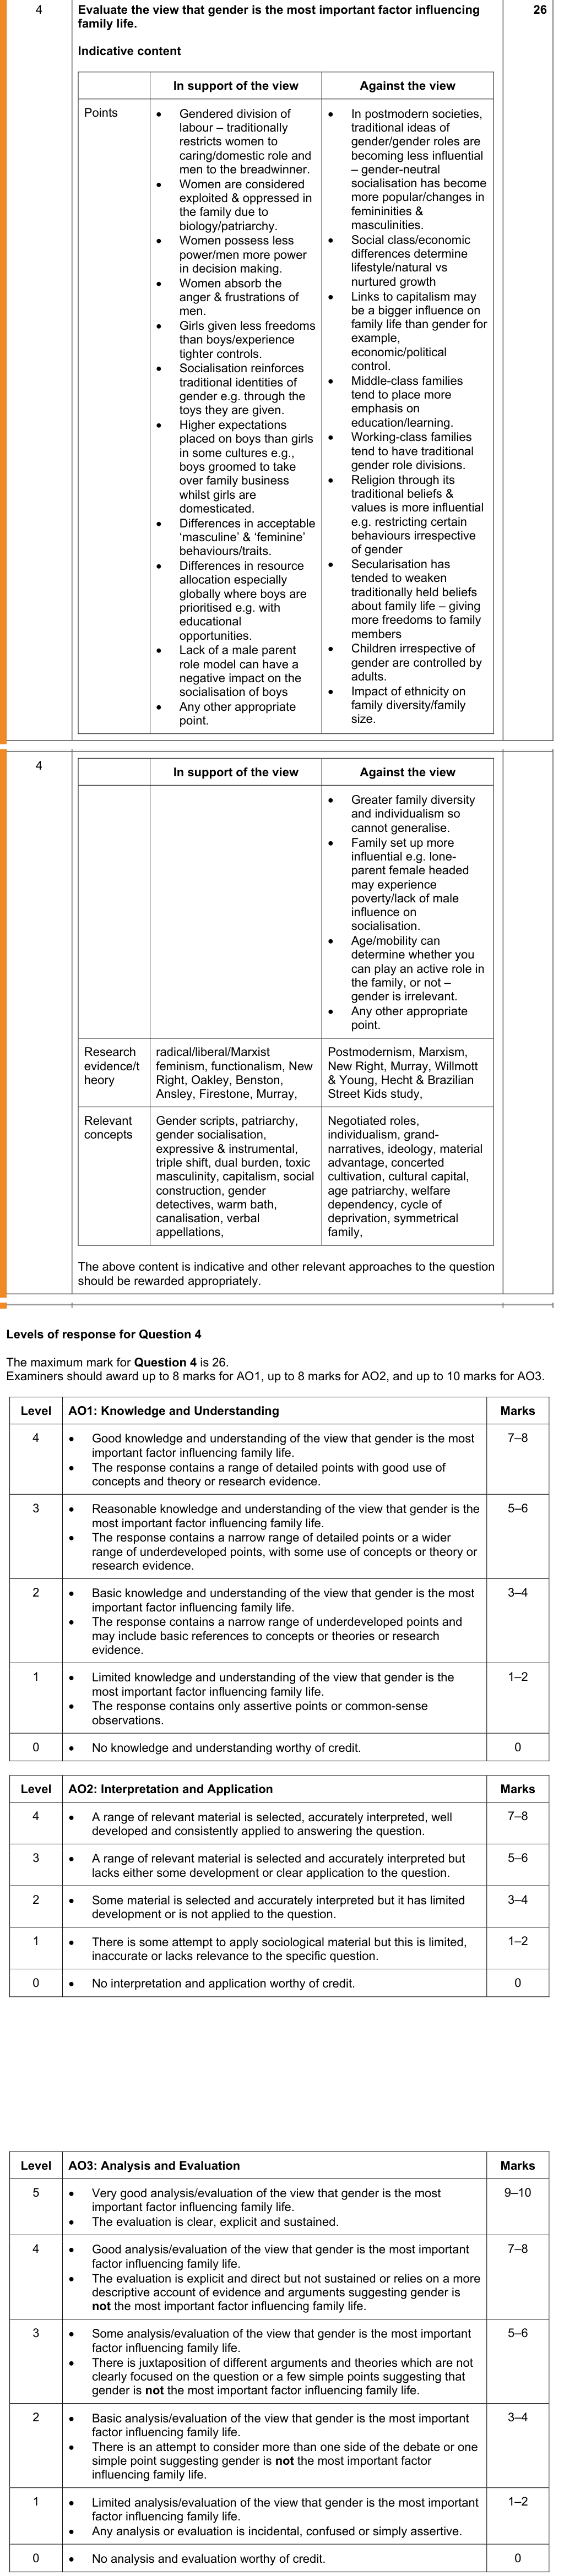 4
Evaluate the view that gender is the most important factor influencing
family life.
26
Indicative content
In support of the view
Against the view
Points
• Gendered division of
labour – traditionally
restricts women to
caring/domestic role and
men to the breadwinner.
• Women are considered
exploited & oppressed in
the family due to
biology/patriarchy.
• Women possess less
power/men more power
in decision making.
• Women absorb the
anger & frustrations of
men.
• Girls given less freedoms
than boys/experience
tighter controls.
• Socialisation reinforces
traditional identities of
gender e.g. through the
toys they are given.
• Higher expectations
placed on boys than girls
in some cultures e.g.,
boys groomed to take
over family business
whilst girls are
domesticated.
• Differences in acceptable
‘masculine’ & ‘feminine’
behaviours/traits.
• Differences in resource
allocation especially
globally where boys are
prioritised e.g. with
educational
opportunities.
• Lack of a male parent
role model can have a
negative impact on the
socialisation of boys
• Any other appropriate
point.
• In postmodern societies,
traditional ideas of
gender/gender roles are
becoming less influential
– gender-neutral
socialisation has become
more popular/changes in
femininities &
masculinities.
• Social class/economic
differences determine
lifestyle/natural vs
nurtured growth
• Links to capitalism may
be a bigger influence on
family life than gender for
example,
economic/political
control.
• Middle-class families
tend to place more
emphasis on
education/learning.
• Working-class families
tend to have traditional
gender role divisions.
• Religion through its
traditional beliefs &
values is more influential
e.g. restricting certain
behaviours irrespective
of gender
• Secularisation has
tended to weaken
traditionally held beliefs
about family life – giving
more freedoms to family
members
• Children irrespective of
gender are controlled by
adults.
• Impact of ethnicity on
family diversity/family
size.
4
In support of the view
Against the view
• Greater family diversity
and individualism so
cannot generalise.
• Family set up more
influential e.g. lone-
parent female headed
may experience
poverty/lack of male
influence on
socialisation.
• Age/mobility can
determine whether you
can play an active role in
the family, or not –
gender is irrelevant.
• Any other appropriate
point.
Research
evidence/t
heory
radical/liberal/Marxist
feminism, functionalism, New
Right, Oakley, Benston,
Ansley, Firestone, Murray,
Postmodernism, Marxism,
New Right, Murray, Willmott
& Young, Hecht & Brazilian
Street Kids study,
Relevant
concepts
Gender scripts, patriarchy,
gender socialisation,
expressive & instrumental,
triple shift, dual burden, toxic
masculinity, capitalism, social
construction, gender
detectives, warm bath,
canalisation, verbal
appellations,
Negotiated roles,
individualism, grand-
narratives, ideology, material
advantage, concerted
cultivation, cultural capital,
age patriarchy, welfare
dependency, cycle of
deprivation, symmetrical
family,
The above content is indicative and other relevant approaches to the question
should be rewarded appropriately.
Levels of response for Question 4
The maximum mark for Question 4 is 26.
Examiners should award up to 8 marks for AO1, up to 8 marks for AO2, and up to 10 marks for AO3.
Level
AO1: Knowledge and Understanding
Marks
4
• Good knowledge and understanding of the view that gender is the most
important factor influencing family life.
• The response contains a range of detailed points with good use of
concepts and theory or research evidence.
7–8
3
• Reasonable knowledge and understanding of the view that gender is the
most important factor influencing family life.
• The response contains a narrow range of detailed points or a wider
range of underdeveloped points, with some use of concepts or theory or
research evidence.
5–6
2
• Basic knowledge and understanding of the view that gender is the most
important factor influencing family life.
• The response contains a narrow range of underdeveloped points and
may include basic references to concepts or theories or research
evidence.
3–4
1
• Limited knowledge and understanding of the view that gender is the
most important factor influencing family life.
• The response contains only assertive points or common-sense
observations.
1–2
0
• No knowledge and understanding worthy of credit.
0
Level
AO2: Interpretation and Application
Marks
4
• A range of relevant material is selected, accurately interpreted, well
developed and consistently applied to answering the question.
7–8
3
• A range of relevant material is selected and accurately interpreted but
lacks either some development or clear application to the question.
5–6
2
• Some material is selected and accurately interpreted but it has limited
development or is not applied to the question.
3–4
1
• There is some attempt to apply sociological material but this is limited,
inaccurate or lacks relevance to the specific question.
1–2
0
• No interpretation and application worthy of credit.
0
Level
AO3: Analysis and Evaluation
Marks
5
• Very good analysis/evaluation of the view that gender is the most
important factor influencing family life.
• The evaluation is clear, explicit and sustained.
9–10
4
• Good analysis/evaluation of the view that gender is the most important
factor influencing family life.
• The evaluation is explicit and direct but not sustained or relies on a more
descriptive account of evidence and arguments suggesting gender is
not the most important factor influencing family life.
7–8
3
• Some analysis/evaluation of the view that gender is the most important
factor influencing family life.
• There is juxtaposition of different arguments and theories which are not
clearly focused on the question or a few simple points suggesting that
gender is not the most important factor influencing family life.
5–6
2
• Basic analysis/evaluation of the view that gender is the most important
factor influencing family life.
• There is an attempt to consider more than one side of the debate or one
simple point suggesting gender is not the most important factor
influencing family life.
3–4
1
• Limited analysis/evaluation of the view that gender is the most important
factor influencing family life.
• Any analysis or evaluation is incidental, confused or simply assertive.
1–2
0
• No analysis and evaluation worthy of credit.
0